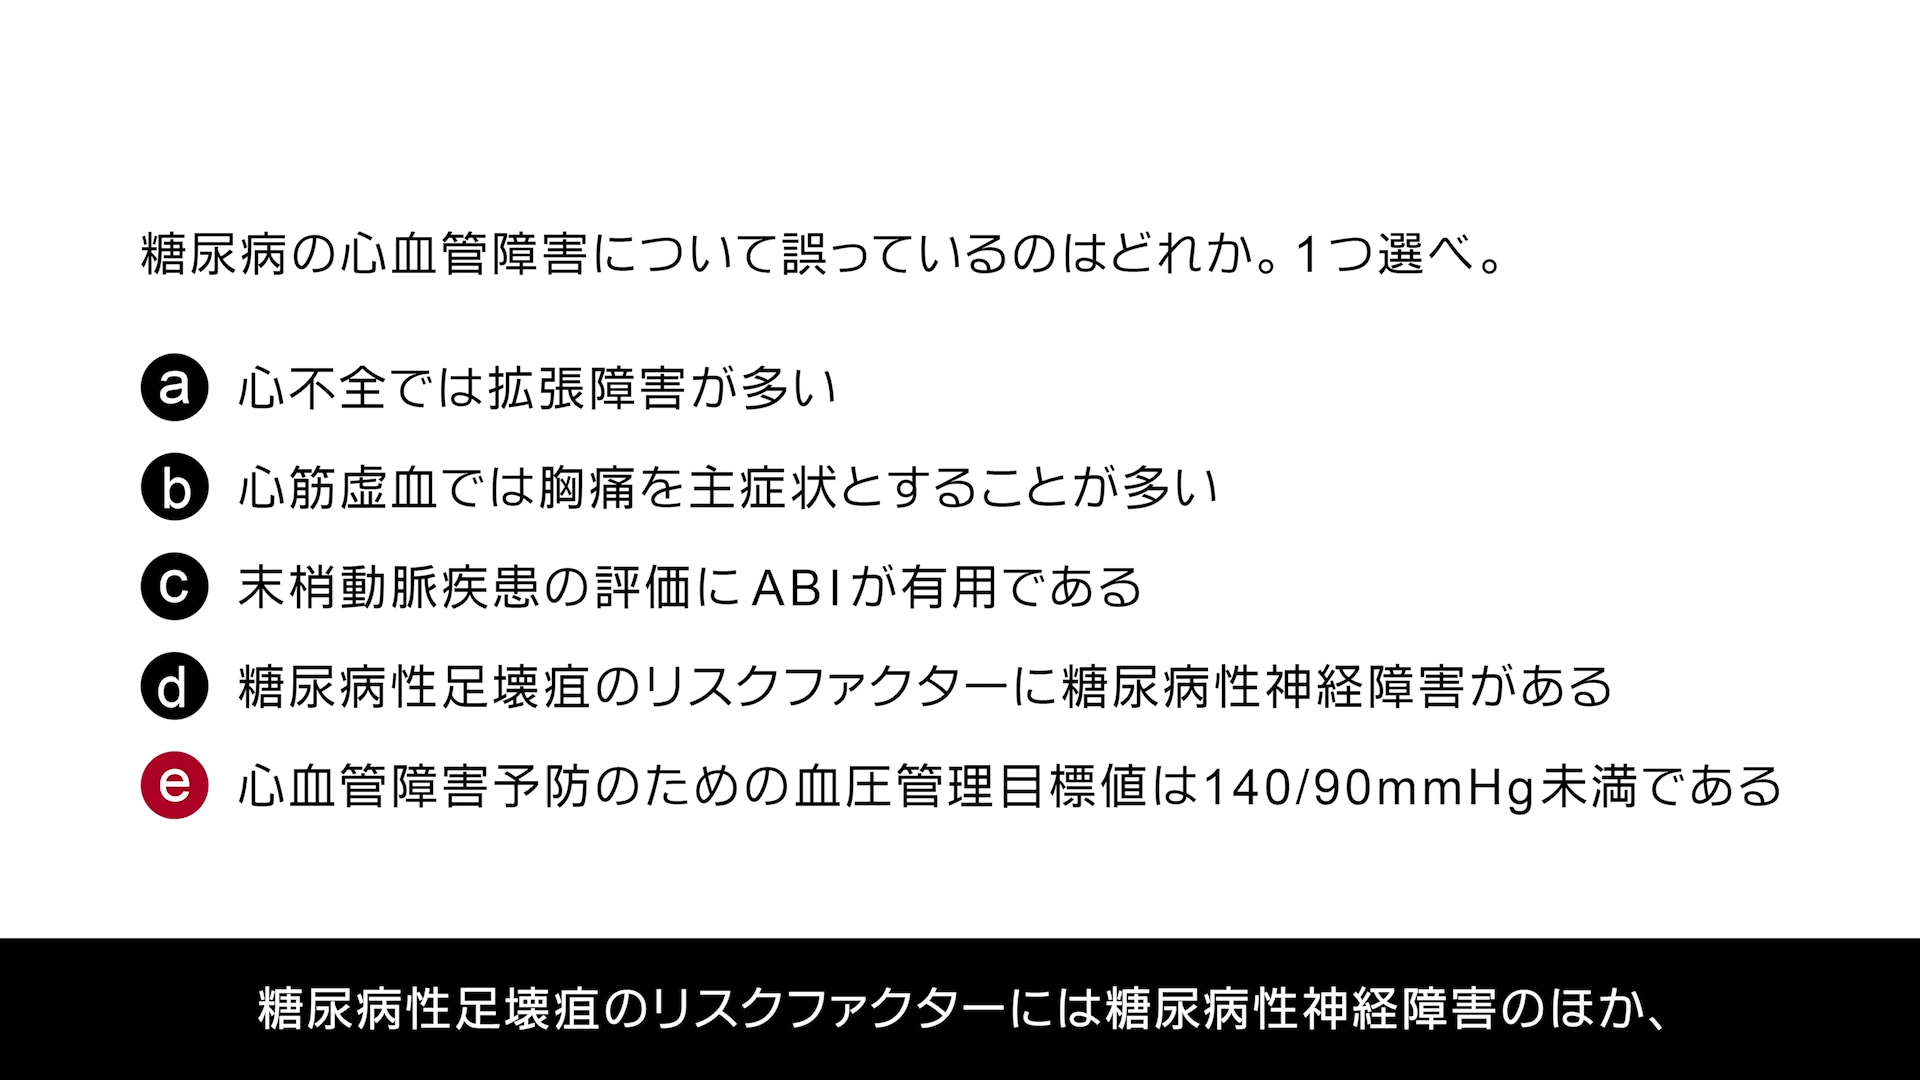 糖尿病の心血管障害について誤っているのはどれか。1つ選べ。
a 心不全では拡張障害が多い
b 心筋虚血では胸痛を主症状とすることが多い
c 末梢動脈疾患の評価にABIが有用である
d 糖尿病性足壊疽のリスクファクターに糖尿病性神経障害がある
e 心血管障害予防のための血圧管理目標値は140/90mmHg未満である
糖尿病性足壊疽のリスクファクターには糖尿病性神経障害のほか、